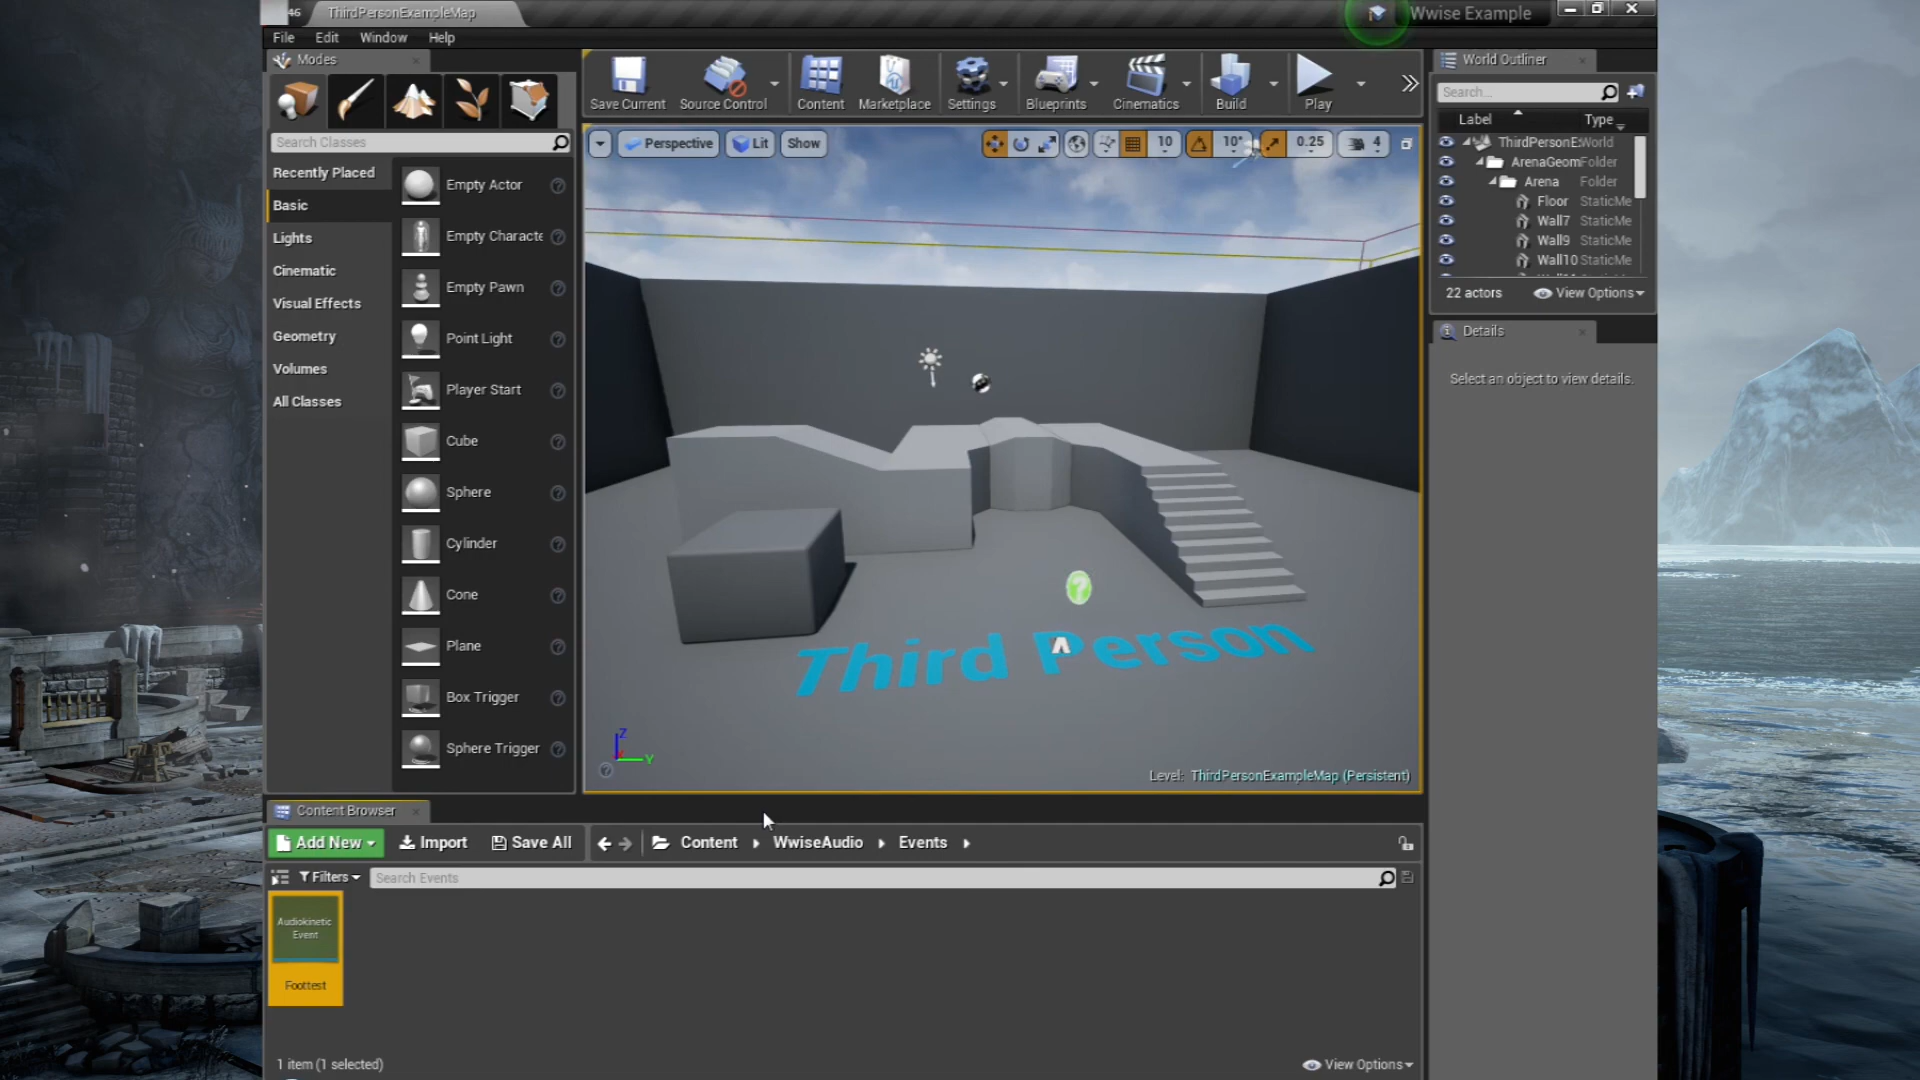 46
ThirdPersonExampleMap
Wwise Example
File Edit Window Help
Modes
Search Classes
Recently Placed
Basic
Lights
Cinematic
Visual Effects
Geometry
Volumes
All Classes
Empty Actor
Empty Characte
Empty Pawn
Point Light
Player Start
Cube
Sphere
Cylinder
Cone
Plane
Box Trigger
Sphere Trigger
Save Current Source Control Content Marketplace Settings Blueprints Cinematics Build Play
Perspective Lit Show 10 10° 0.25 4
Third Person
Z
Y
Level: ThirdPersonExampleMap (Persistent)
World Outliner
Search...
Label Type
ThirdPersonEx World
ArenaGeom Folder
Arena Folder
Floor StaticMe
Wall7 StaticMe
Wall9 StaticMe
Wall10 StaticMe
22 actors View Options
Details
Select an object to view details.
Content Browser
Add New Import Save All Content WwiseAudio Events
Filters Search Events
Audiokinetic
Event
Foottest
1 item (1 selected) View Options